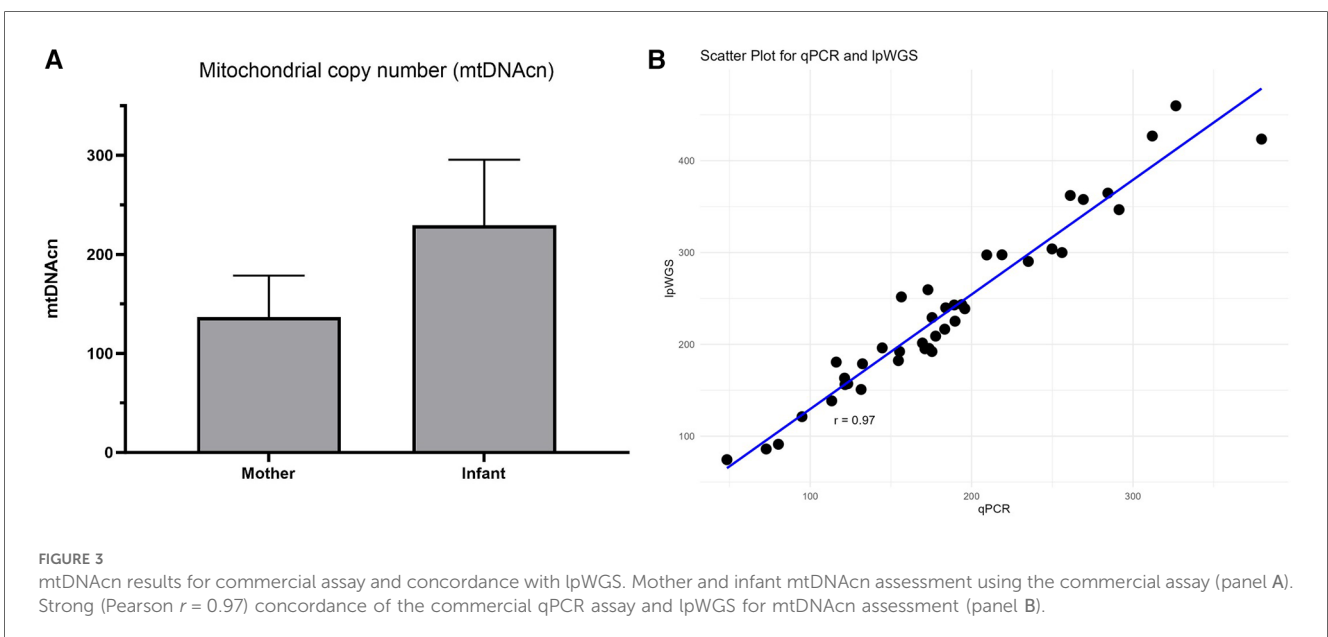 A
Mitochondrial copy number (mtDNAcn)
mtDNAcn
300
200
100
0
Mother
Infant
B
Scatter Plot for qPCR and lpWGS
lpWGS
400
300
200
100
r = 0.97
100
200
300
qPCR
FIGURE 3
mtDNAcn results for commercial assay and concordance with lpWGS. Mother and infant mtDNAcn assessment using the commercial assay (panel A).
Strong (Pearson r = 0.97) concordance of the commercial qPCR assay and lpWGS for mtDNAcn assessment (panel B).